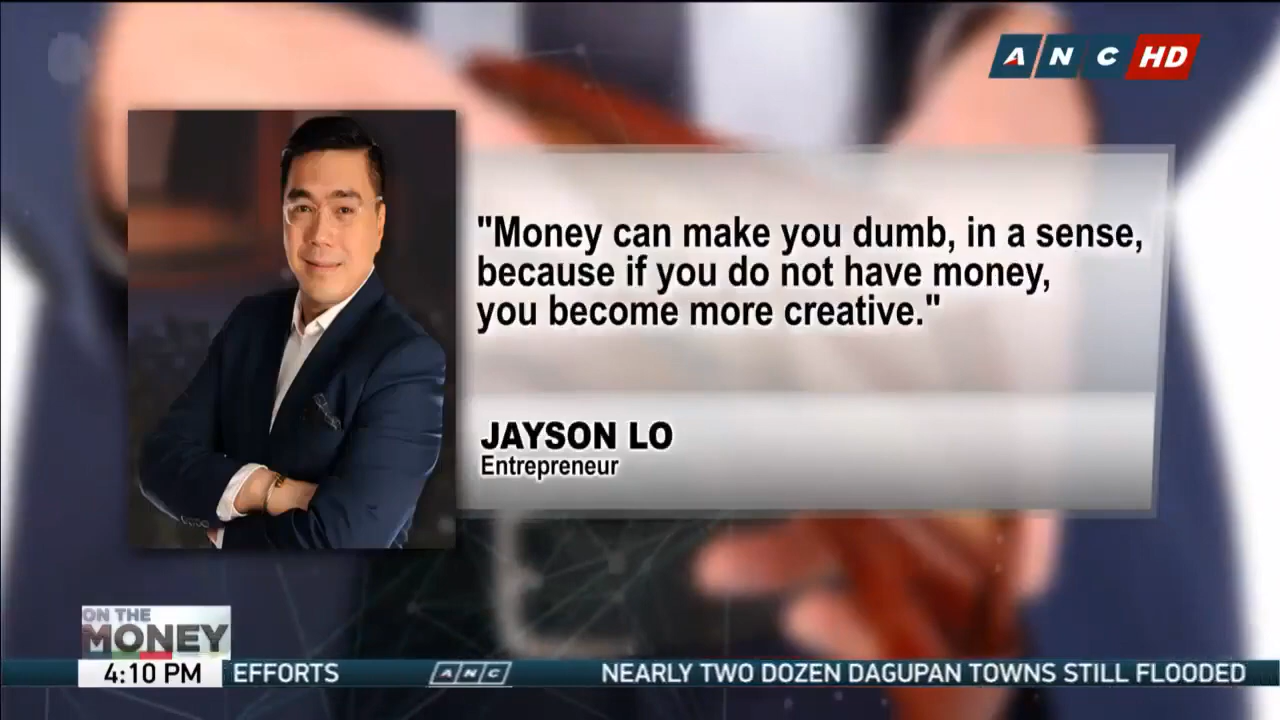 ANC HD
"Money can make you dumb, in a sense,
because if you do not have money,
you become more creative."
JAYSON LO
Entrepreneur
ON THE
MONEY
4:10 PM EFFORTS ANC NEARLY TWO DOZEN DAGUPAN TOWNS STILL FLOODED